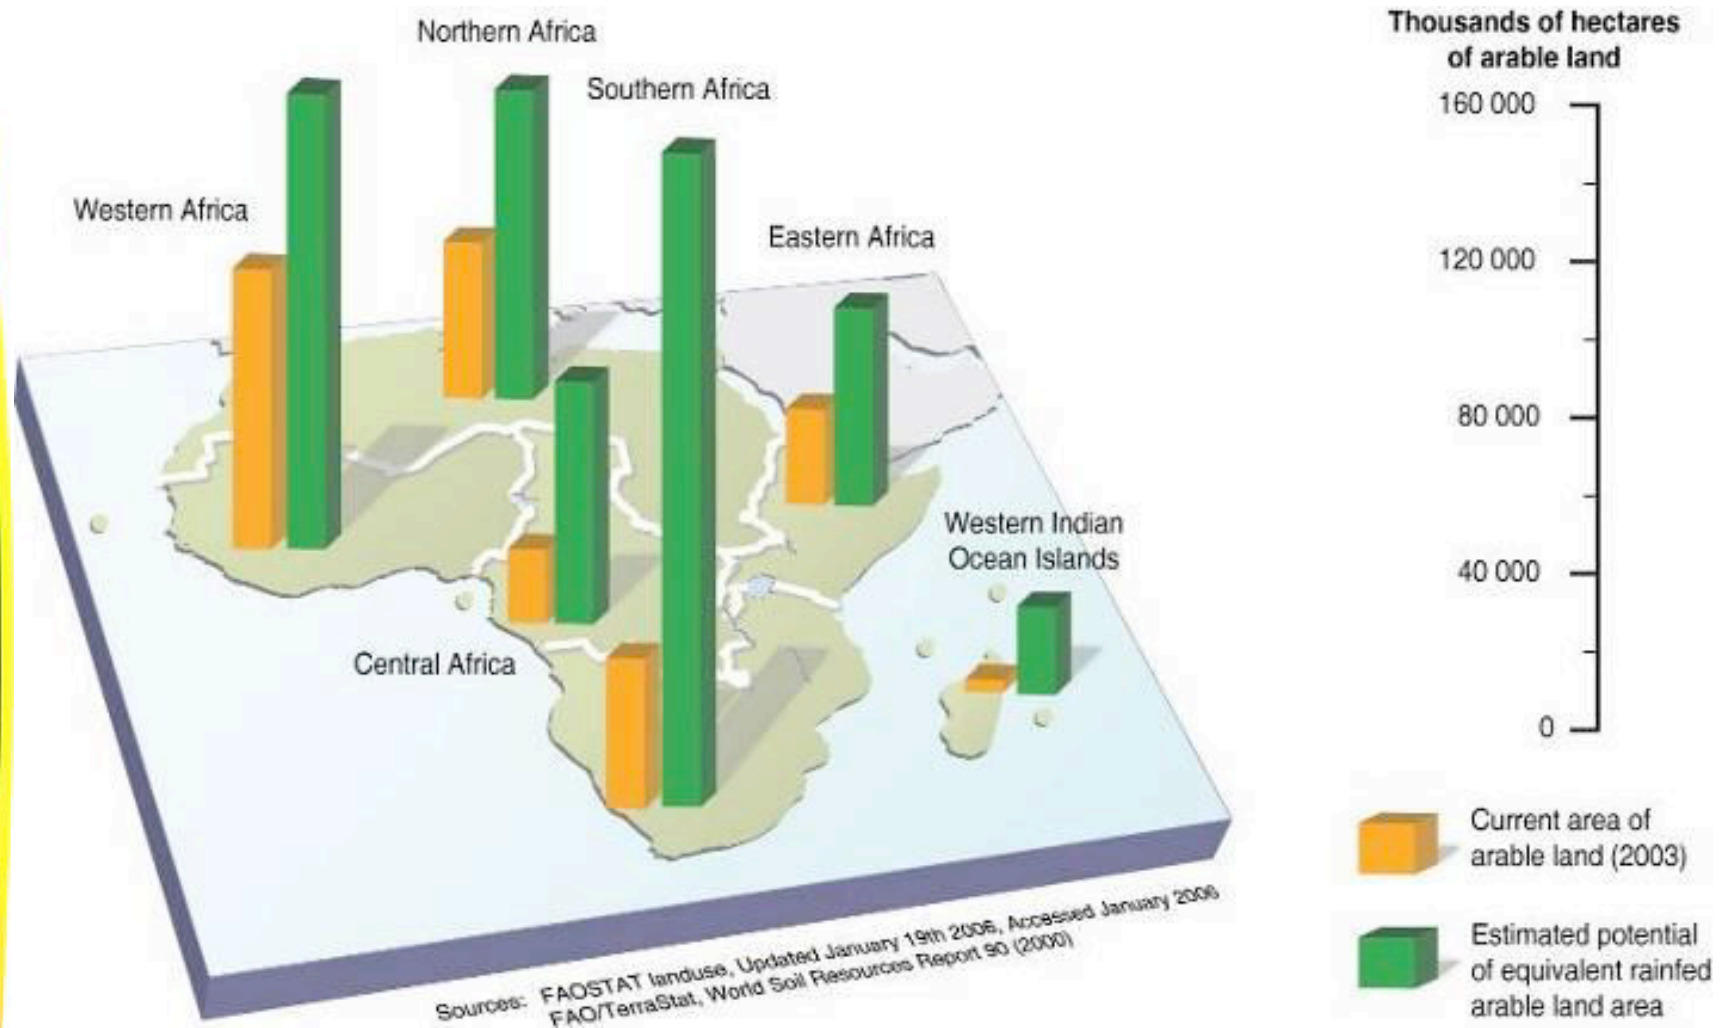 Northern Africa
Southern Africa
Western Africa
Eastern Africa
Western Indian
Ocean Islands
Central Africa
Thousands of hectares
of arable land
160 000
120 000
80 000
40 000
0
Current area of
arable land (2003)
Estimated potential
of equivalent rainfed
arable land area
Sources: FAOSTAT landuse, Updated January 19th 2006, Accessed January 2006
FAO/TerraStat, World Soil Resources Report 90 (2000)